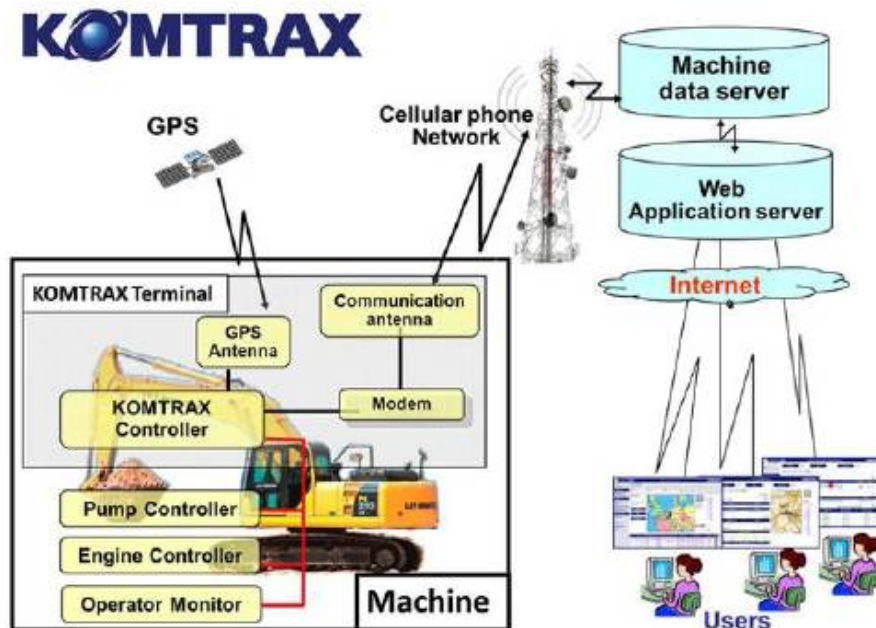 KOMTRAX
GPS
Cellular phone
Network
Machine
data server
Web
Application server
Internet
KOMTRAX Terminal
Communication
antenna
GPS
Antenna
KOMTRAX
Controller
Modem
Pump Controller
Engine Controller
Operator Monitor
Machine
Users